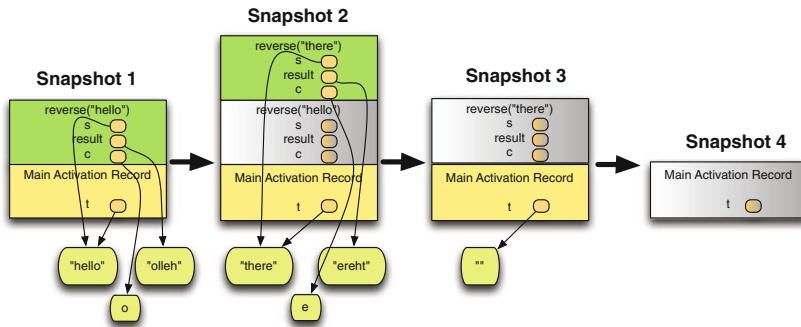 Snapshot 1
reverse("hello")
s
result
c
Main Activation Record
t
"hello"
"olleh"
o
Snapshot 2
reverse("there")
s
result
c
reverse("hello")
s
result
c
Main Activation Record
t
"there"
"ereht"
e
Snapshot 3
reverse("there")
s
result
c
Main Activation Record
t
""
Snapshot 4
Main Activation Record
t